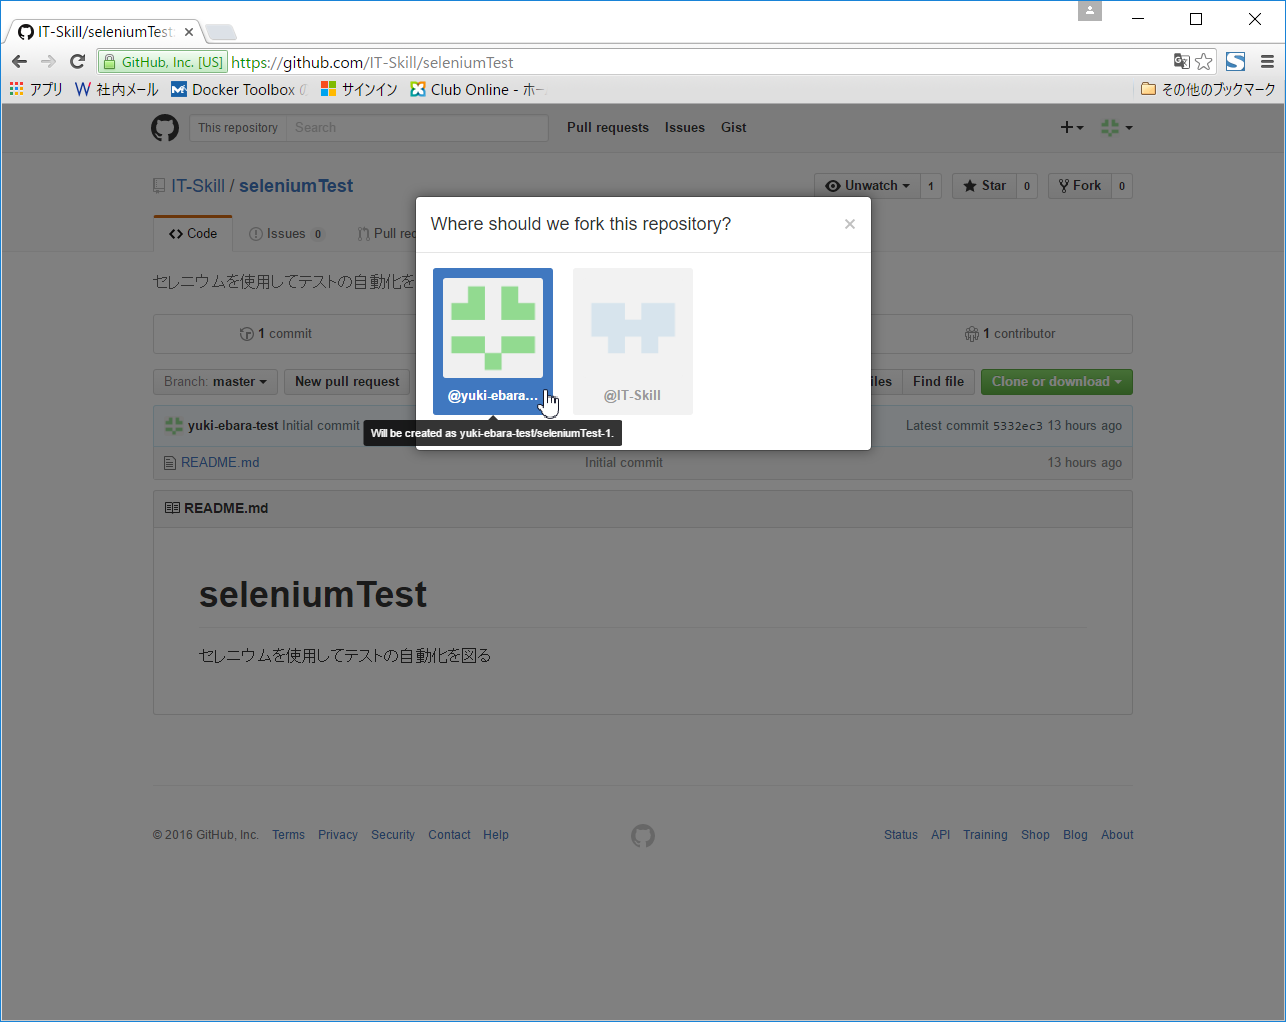 IT-Skill/seleniumTest
GitHub, Inc. [US] https://github.com/IT-Skill/seleniumTest
アプリ 社内メール Docker Toolbox サインイン Club Online - ホー その他のブックマーク
This repository Search Pull requests Issues Gist
IT-Skill / seleniumTest Unwatch 1 Star 0 Fork 0
Where should we fork this repository? ×
Code Issues 0 Pull
セレニウムを使用してテストの自動化を
@yuki-ebara... @IT-Skill
Will be created as yuki-ebara-test/seleniumTest-1.
1 commit 1 contributor
Branch: master New pull request Find file Clone or download
yuki-ebara-test Initial commit Latest commit 5332ec3 13 hours ago
README.md Initial commit 13 hours ago
README.md
seleniumTest
セレニウムを使用してテストの自動化を図る
© 2016 GitHub, Inc. Terms Privacy Security Contact Help Status API Training Shop Blog About